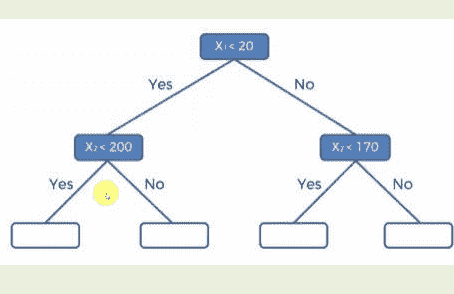 X₁ < 20
Yes
No
X₂ < 200
X₂ < 170
Yes
No
Yes
No